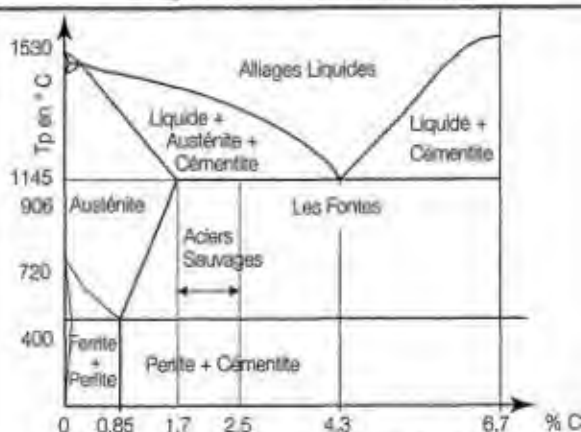 1530
Tp en ° C
Alliages Liquides
Liquide +
Austénite +
Cémentite
Liquide +
Cémentite
1145
906
Austénite
Les Fontes
Aciers
Sauvages
720
400
Ferrite
+
Perlite
Perlite + Cémentite
0
0.85
1.7
2.5
4.3
6.7
% C